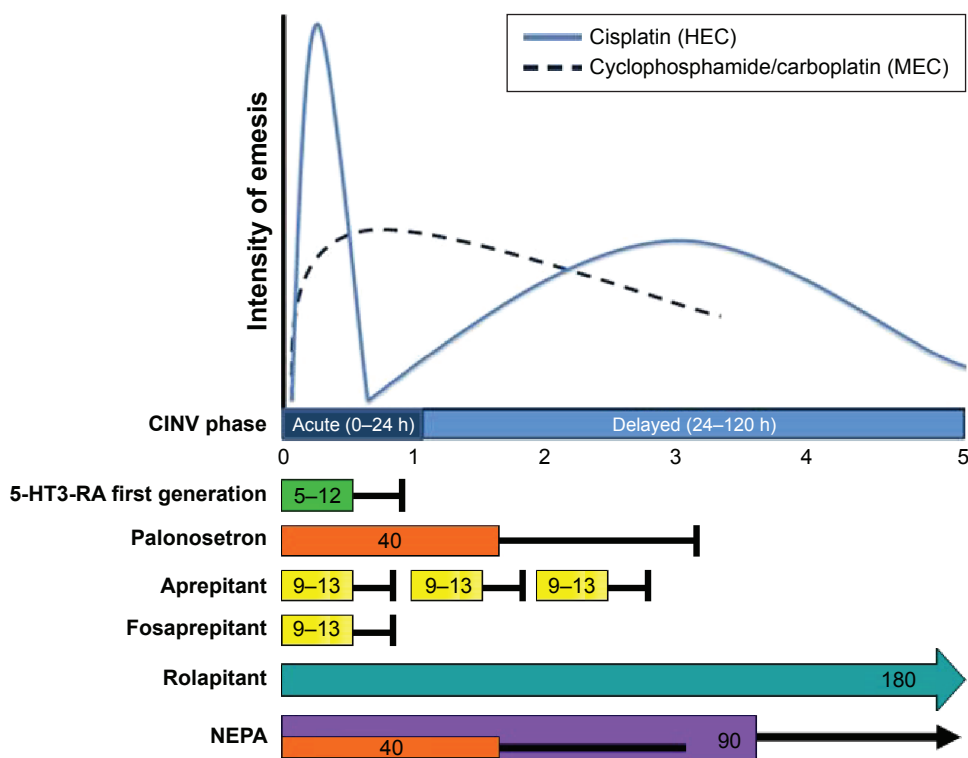 Cisplatin (HEC)
Cyclophosphamide/carboplatin (MEC)
Intensity of emesis
CINV phase
Acute (0–24 h)
Delayed (24–120 h)
0 1 2 3 4 5
5-HT3-RA first generation
5–12
Palonosetron
40
Aprepitant
9–13 9–13 9–13
Fosaprepitant
9–13
Rolapitant
180
NEPA
40
90